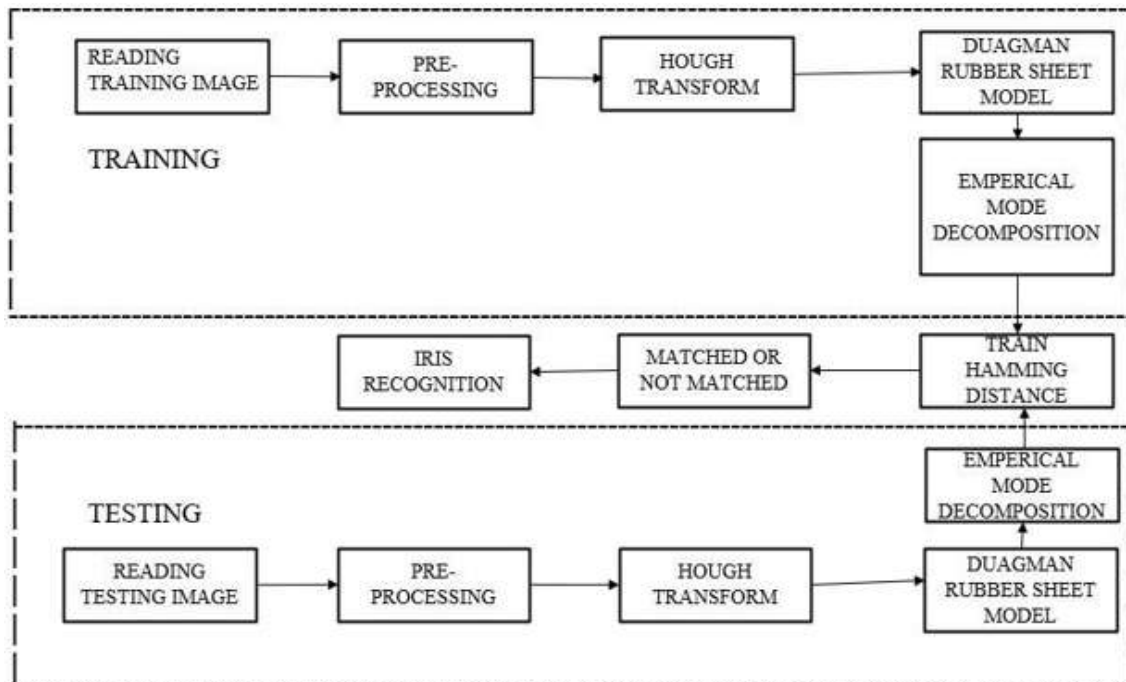 READING
TRAINING IMAGE
PRE-
PROCESSING
HOUGH
TRANSFORM
DUAGMAN
RUBBER SHEET
MODEL
TRAINING
EMPERICAL
MODE
DECOMPOSITION
IRIS
RECOGNITION
MATCHED OR
NOT MATCHED
TRAIN
HAMMING
DISTANCE
TESTING
EMPERICAL
MODE
DECOMPOSITION
READING
TESTING IMAGE
PRE-
PROCESSING
HOUGH
TRANSFORM
DUAGMAN
RUBBER SHEET
MODEL